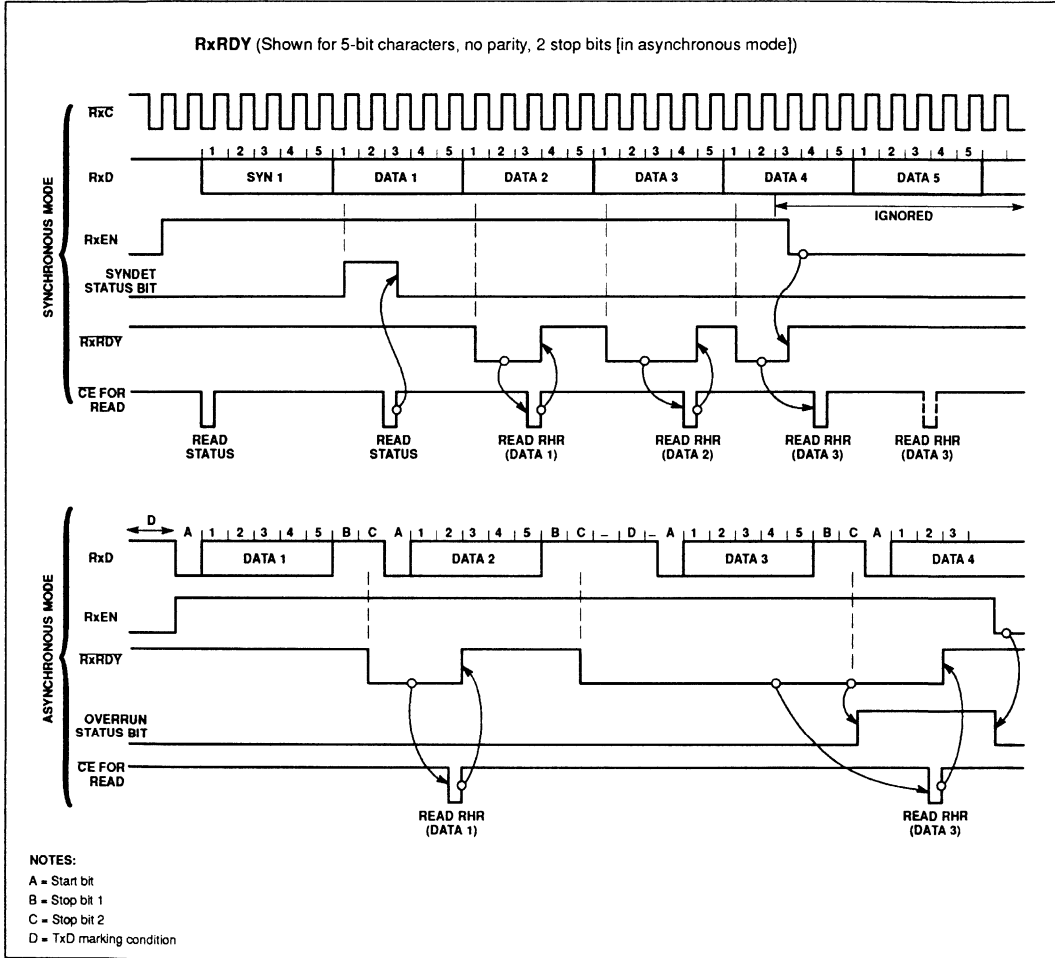 RxRDY (Shown for 5-bit characters, no parity, 2 stop bits [in asynchronous mode])
SYNCHRONOUS MODE
RxC
1 2 3 4 5 1 2 3 4 5 1 2 3 4 5 1 2 3 4 5 1 2 3 4 5 1 2 3 4 5
RxD
SYN 1 DATA 1 DATA 2 DATA 3 DATA 4 DATA 5
IGNORED
RxEN
SYNDET
STATUS BIT
RxRDY
CE FOR
READ
READ
STATUS
READ
STATUS
READ RHR
(DATA 1)
READ RHR
(DATA 2)
READ RHR
(DATA 3)
READ RHR
(DATA 3)
ASYNCHRONOUS MODE
D
A 1 2 3 4 5 B C A 1 2 3 4 5 B C D A 1 2 3 4 5 B C A 1 2 3
RxD
DATA 1 DATA 2 DATA 3 DATA 4
RxEN
RxRDY
OVERRUN
STATUS BIT
CE FOR
READ
READ RHR
(DATA 1)
READ RHR
(DATA 3)
NOTES:
A = Start bit
B = Stop bit 1
C = Stop bit 2
D = TxD marking condition